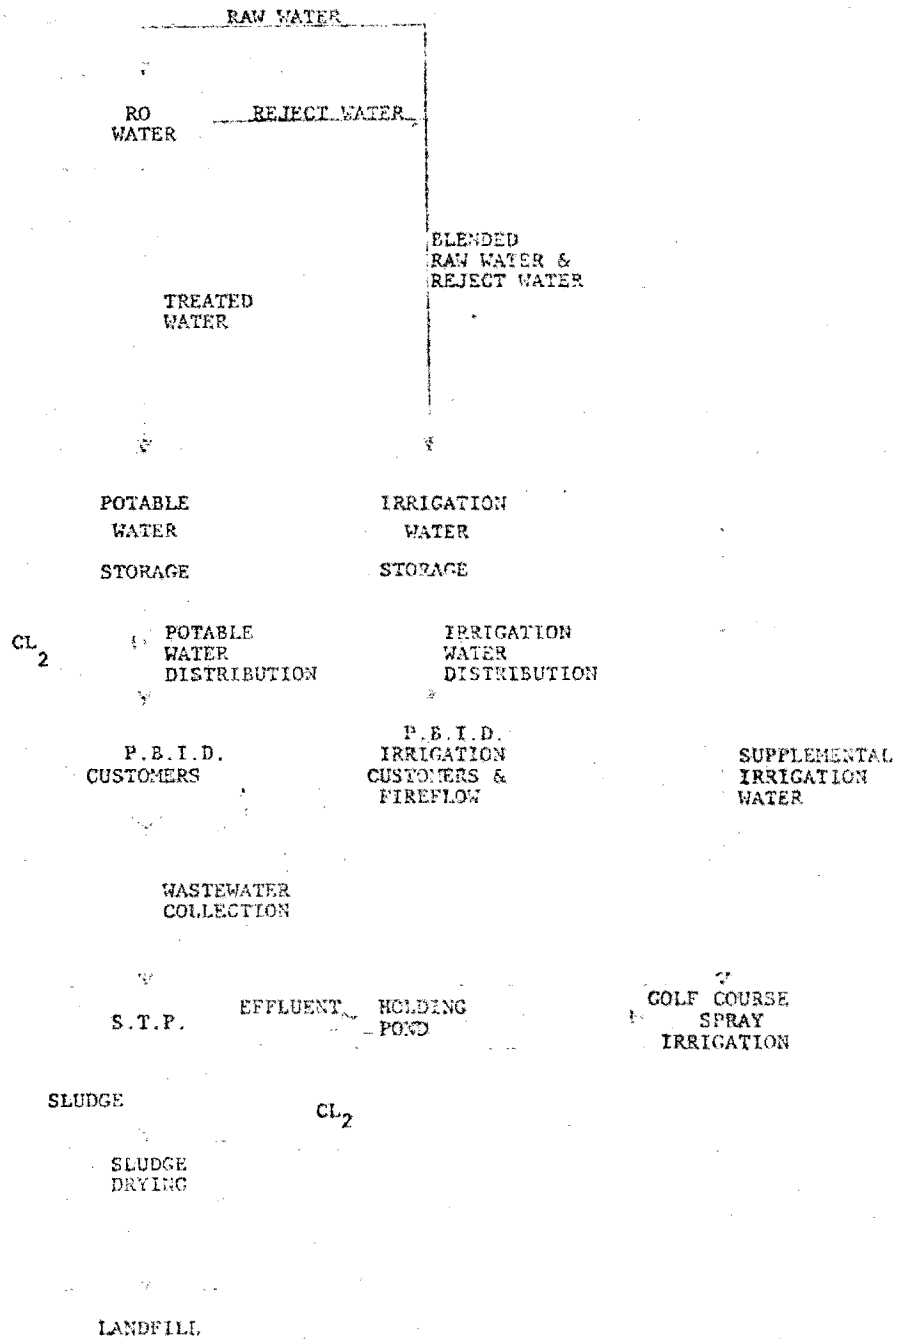 RAW WATER
RO
WATER
REJECT WATER
BLENDED
RAW WATER &
REJECT WATER
TREATED
WATER
POTABLE
WATER
STORAGE
IRRIGATION
WATER
STORAGE
CL2
POTABLE
WATER
DISTRIBUTION
IRRIGATION
WATER
DISTRIBUTION
P.B.I.D.
CUSTOMERS
P.B.I.D.
IRRIGATION
CUSTOMERS &
FIREFLOW
SUPPLEMENTAL
IRRIGATION
WATER
WASTEWATER
COLLECTION
S.T.P.
EFFLUENT
HOLDING
POND
GOLF COURSE
SPRAY
IRRIGATION
SLUDGE
CL2
SLUDGE
DRYING
LANDFILL